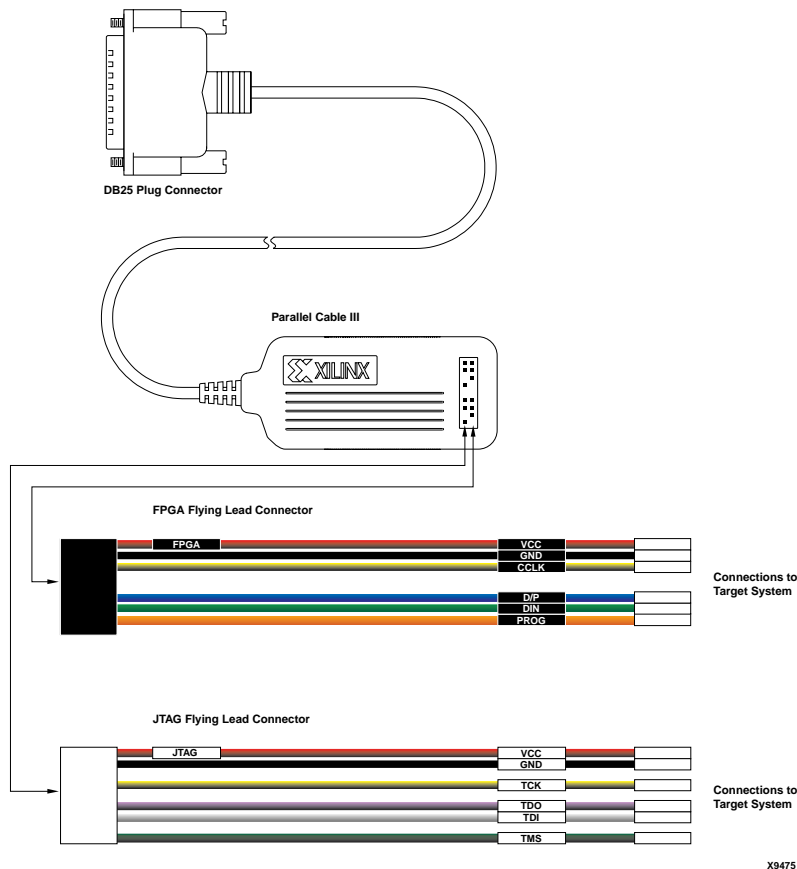 DB25 Plug Connector
Parallel Cable III
XILINX
FPGA Flying Lead Connector
FPGA
VCC
GND
CCLK
D/P
DIN
PROG
Connections to
Target System
JTAG Flying Lead Connector
JTAG
VCC
GND
TCK
TDO
TDI
TMS
Connections to
Target System
X9475